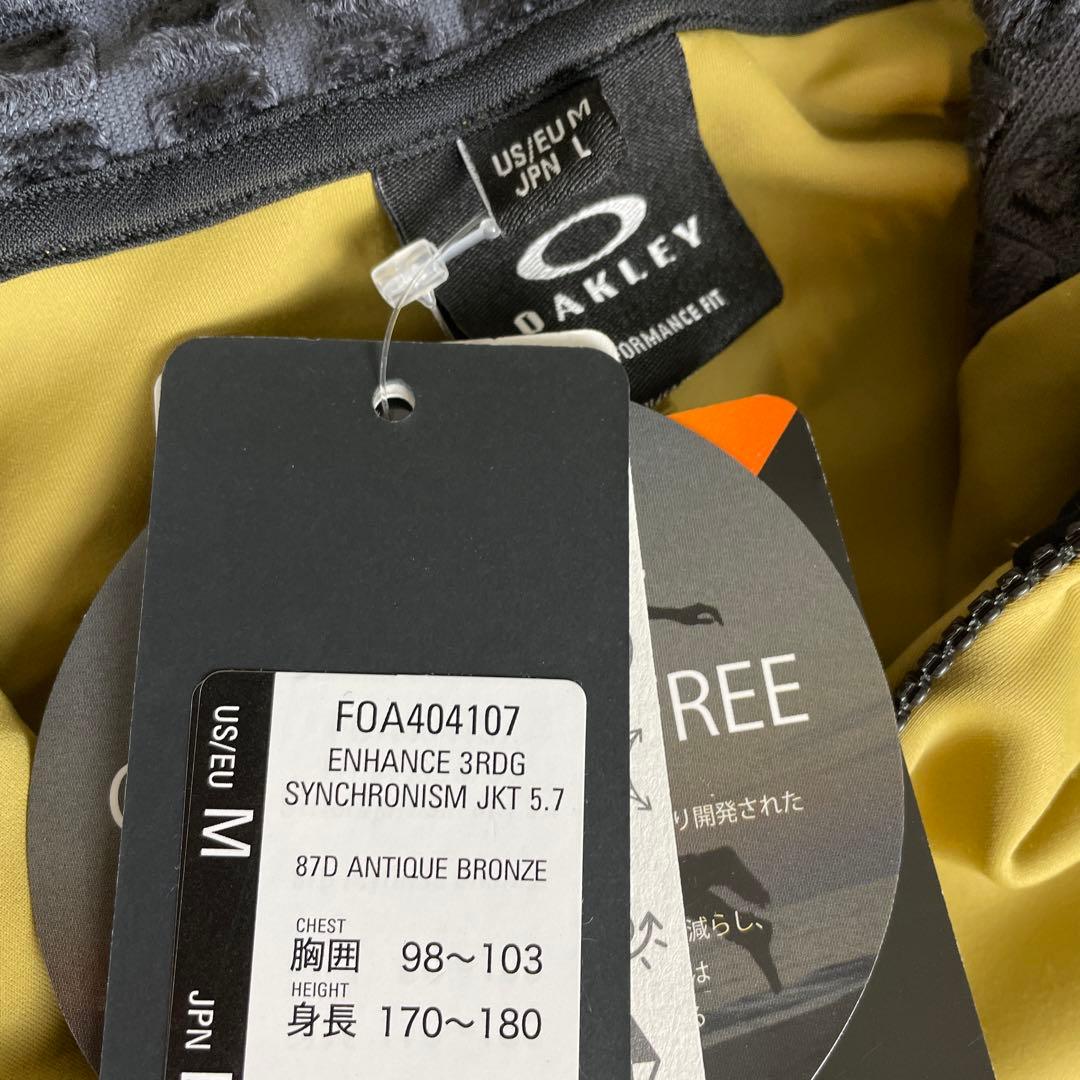 US/EU M
JPN L
OAKLEY
FORMANCE FIT
REE
り開発された
減らし、
は
US/EU M
JPN
FOA404107
ENHANCE 3RDG
SYNCHRONISM JKT 5.7
87D ANTIQUE BRONZE
CHEST
胸囲 98〜103
HEIGHT
身長 170〜180